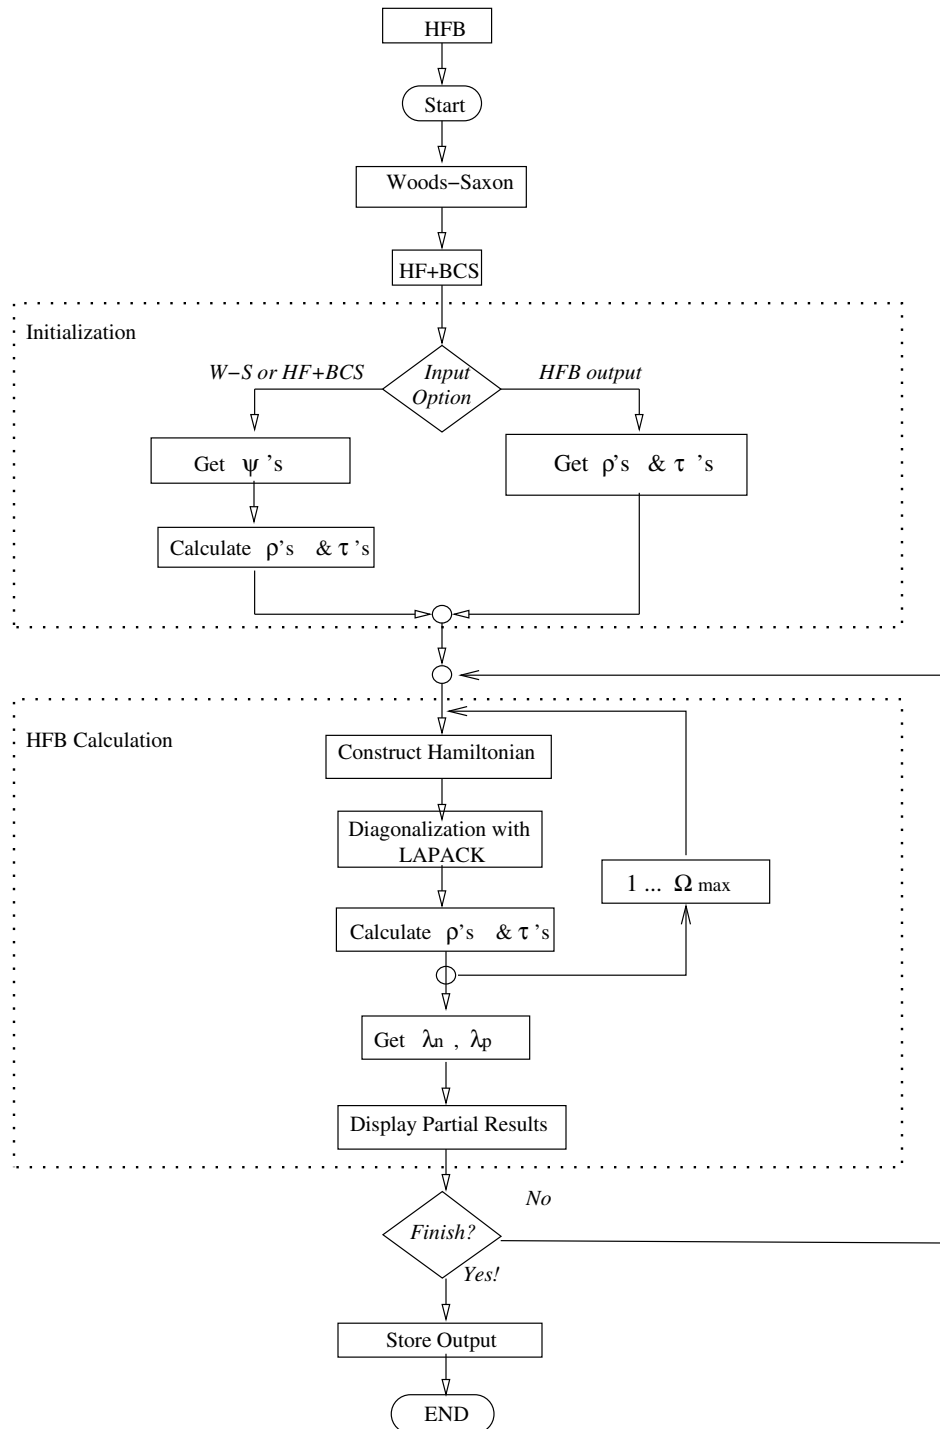 HFB
Start
Woods−Saxon
HF+BCS
Initialization
W−S or HF+BCS
Input
Option
HFB output
Get ψ 's
Get ρ's & τ 's
Calculate ρ's & τ 's
HFB Calculation
Construct Hamiltonian
Diagonalization with
LAPACK
1 ... Ω max
Calculate ρ's & τ 's
Get λn , λp
Display Partial Results
No
Finish?
Yes!
Store Output
END